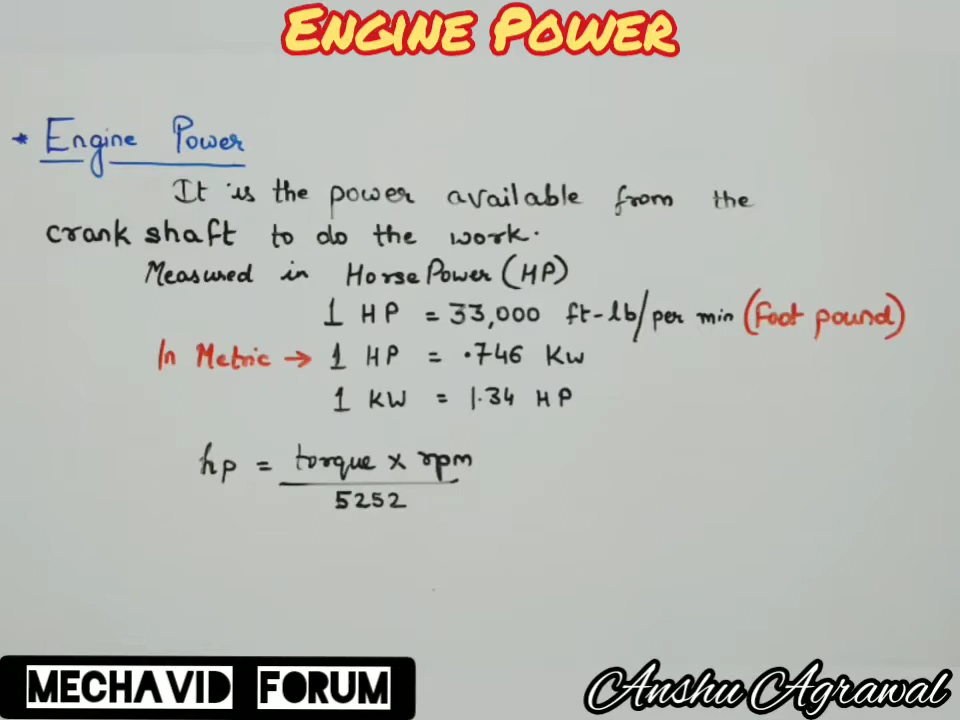 ENGINE POWER
* Engine Power
It is the power available from the
crank shaft to do the work.
Measured in Horse Power (HP)
1 HP = 33,000 ft-lb/per min (foot pound)
In Metric → 1 HP = .746 Kw
1 KW = 1.34 HP
hp = torque x rpm
5252
MECHAVID FORUM
Anshu Agrawal